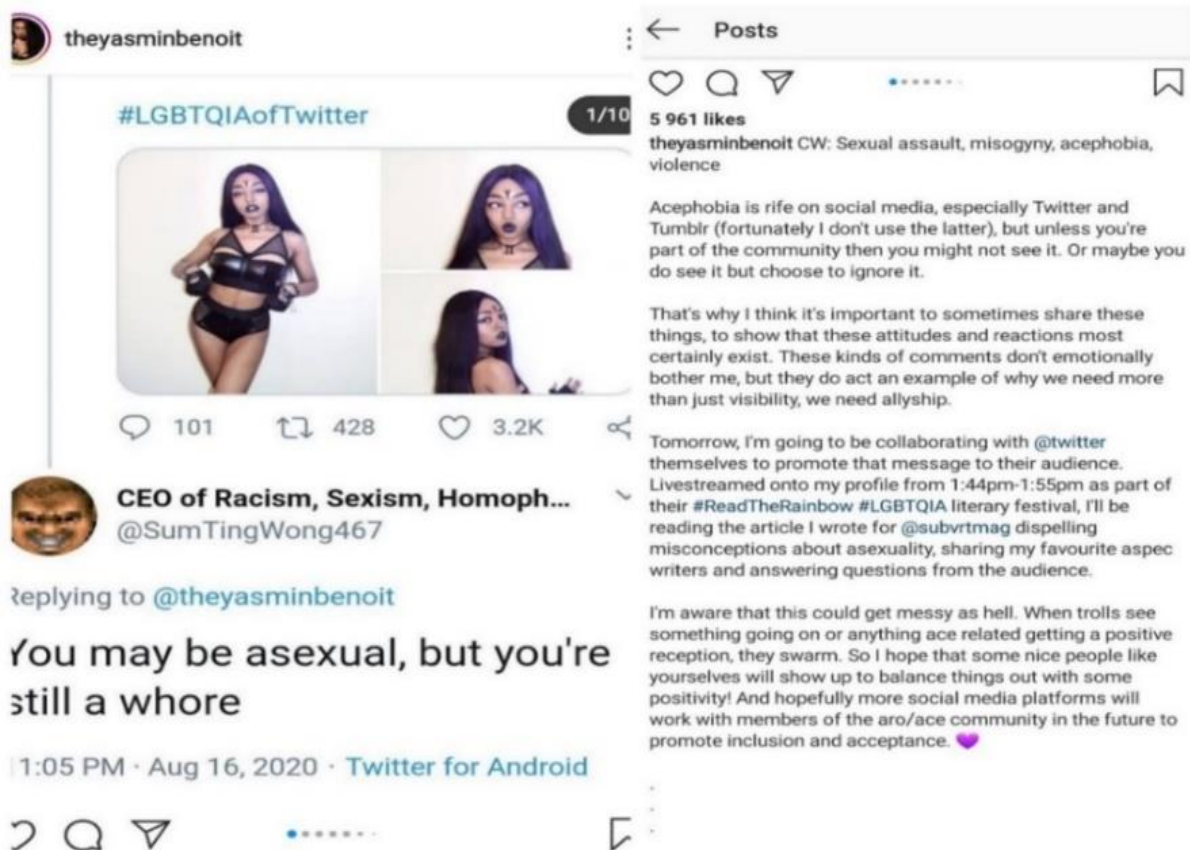 theyasminbenoit
#LGBTQIAofTwitter
1/10
101 428 3.2K
CEO of Racism, Sexism, Homoph...
@SumTingWong467
Replying to @theyasminbenoit
You may be asexual, but you're
still a whore
1:05 PM · Aug 16, 2020 · Twitter for Android
Posts
5 961 likes
theyasminbenoit CW: Sexual assault, misogyny, acephobia,
violence
Acephobia is rife on social media, especially Twitter and
Tumblr (fortunately I don't use the latter), but unless you're
part of the community then you might not see it. Or maybe you
do see it but choose to ignore it.
That's why I think it's important to sometimes share these
things, to show that these attitudes and reactions most
certainly exist. These kinds of comments don't emotionally
bother me, but they do act an example of why we need more
than just visibility, we need allyship.
Tomorrow, I'm going to be collaborating with @twitter
themselves to promote that message to their audience.
Livestreamed onto my profile from 1:44pm-1:55pm as part of
their #ReadTheRainbow #LGBTQIA literary festival, I'll be
reading the article I wrote for @subvrtmag dispelling
misconceptions about asexuality, sharing my favourite aspec
writers and answering questions from the audience.
I'm aware that this could get messy as hell. When trolls see
something going on or anything ace related getting a positive
reception, they swarm. So I hope that some nice people like
yourselves will show up to balance things out with some
positivity! And hopefully more social media platforms will
work with members of the aro/ace community in the future to
promote inclusion and acceptance. 💜
.
.
.